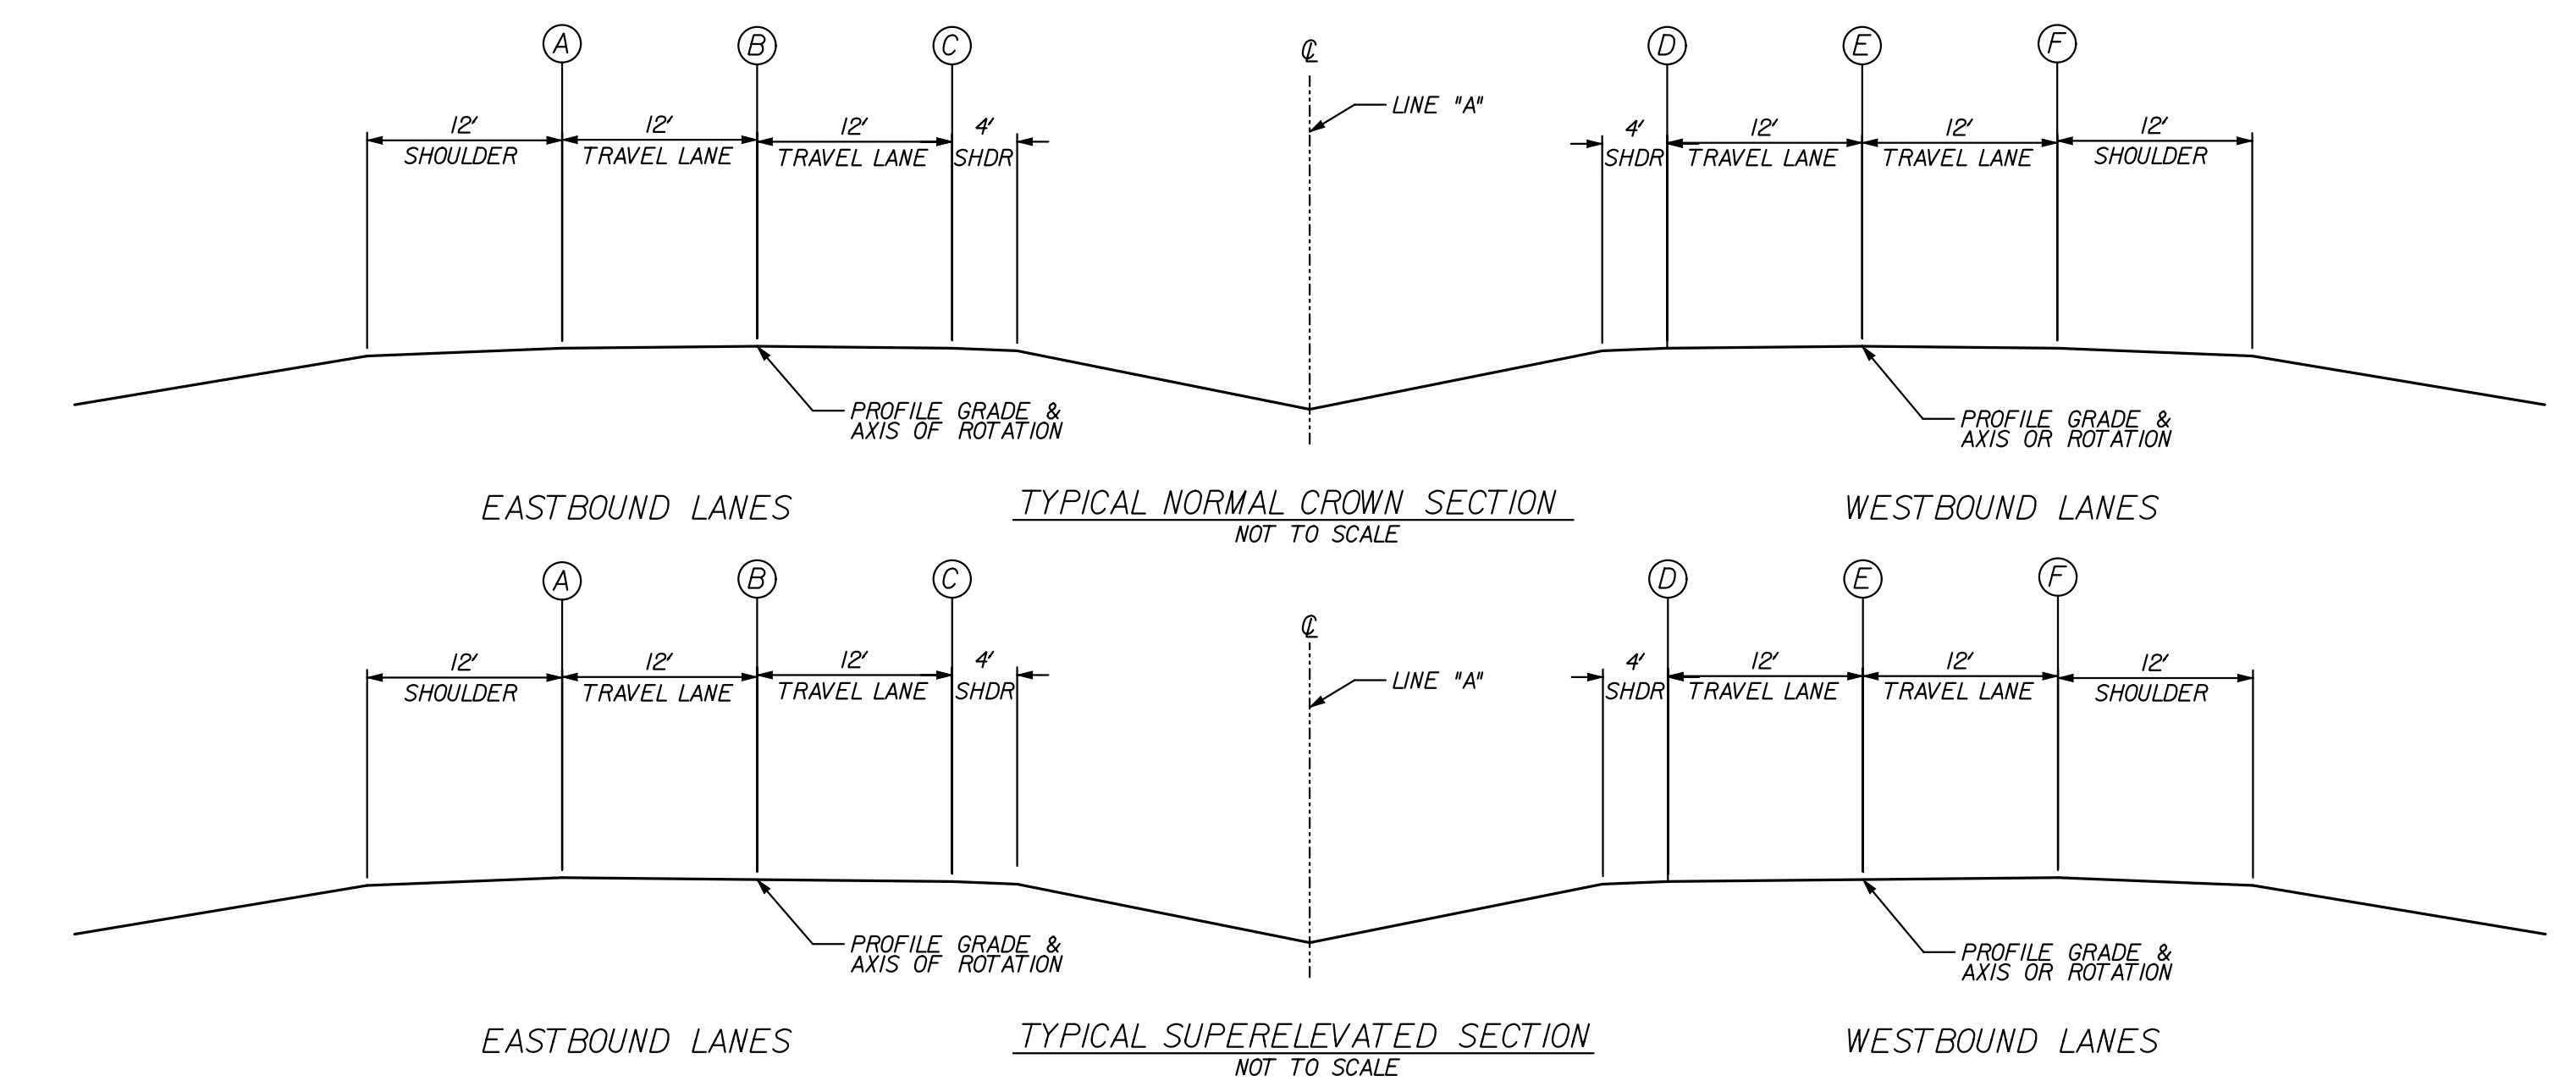 A B C ℄ D E F
LINE "A"
12' 12' 12' 4' 4' 12' 12' 12'
SHOULDER TRAVEL LANE TRAVEL LANE SHDR SHDR TRAVEL LANE TRAVEL LANE SHOULDER
PROFILE GRADE &
AXIS OF ROTATION
PROFILE GRADE &
AXIS OR ROTATION
EASTBOUND LANES
TYPICAL NORMAL CROWN SECTION
NOT TO SCALE
WESTBOUND LANES
A B C ℄ D E F
LINE "A"
12' 12' 12' 4' 4' 12' 12' 12'
SHOULDER TRAVEL LANE TRAVEL LANE SHDR SHDR TRAVEL LANE TRAVEL LANE SHOULDER
PROFILE GRADE &
AXIS OF ROTATION
PROFILE GRADE &
AXIS OR ROTATION
EASTBOUND LANES
TYPICAL SUPERELEVATED SECTION
NOT TO SCALE
WESTBOUND LANES